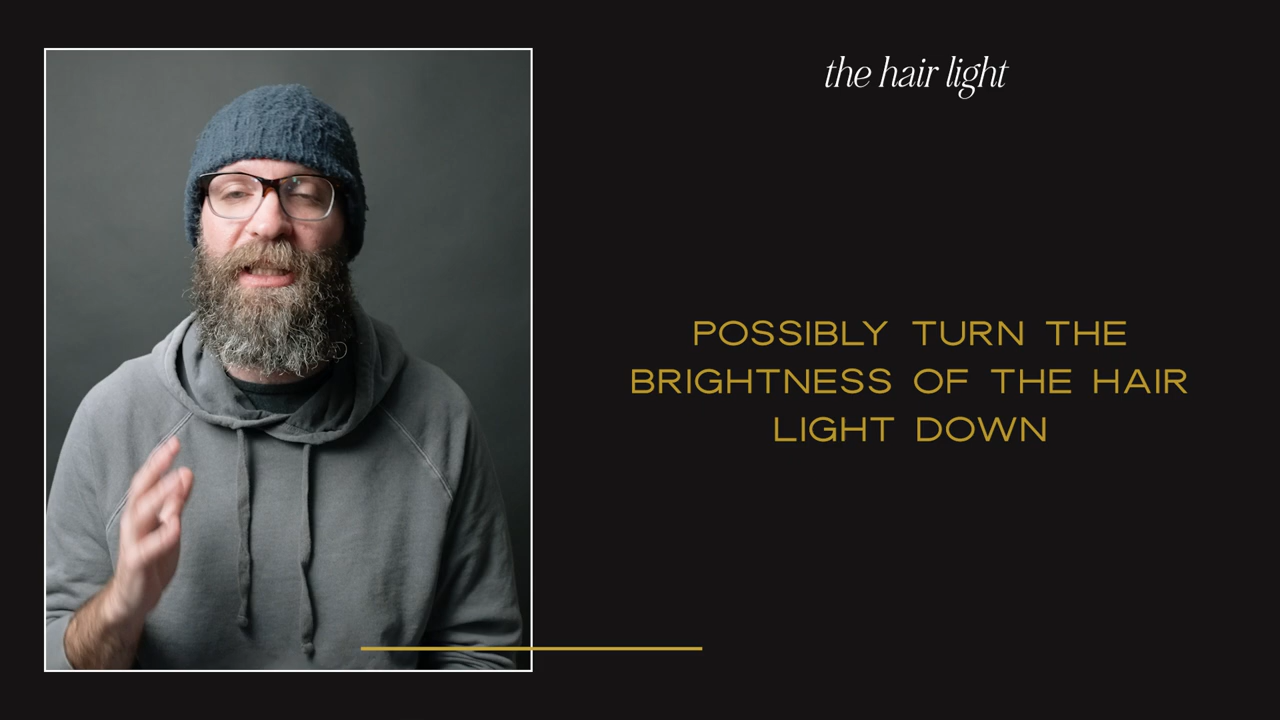 the hair light
POSSIBLY TURN THE
BRIGHTNESS OF THE HAIR
LIGHT DOWN